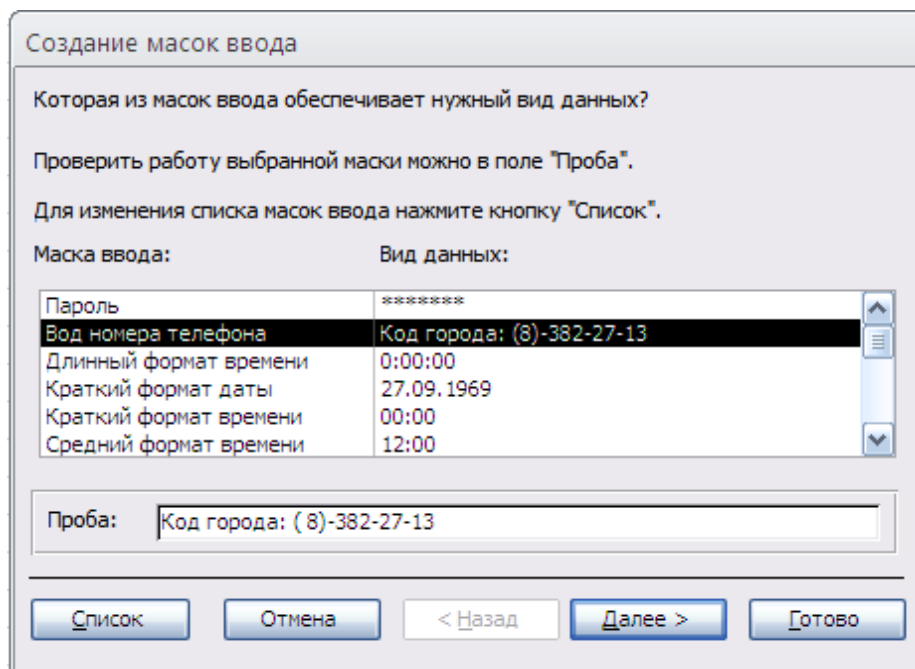 Создание масок ввода
Которая из масок ввода обеспечивает нужный вид данных?
Проверить работу выбранной маски можно в поле "Проба".
Для изменения списка масок ввода нажмите кнопку "Список".
Маска ввода: Вид данных:
Пароль *******
Вод номера телефона Код города: (8)-382-27-13
Длинный формат времени 0:00:00
Краткий формат даты 27.09.1969
Краткий формат времени 00:00
Средний формат времени 12:00
Проба: Код города: ( 8)-382-27-13
Список Отмена < Назад Далее > Готово